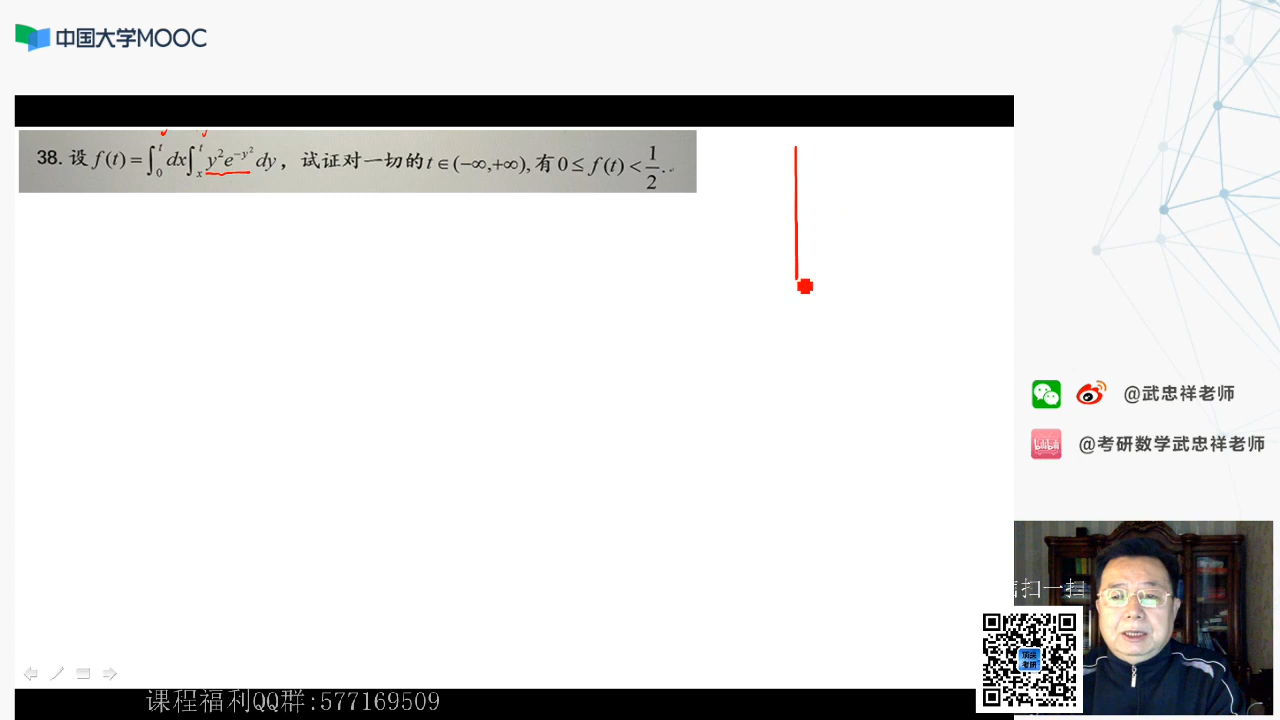 中国大学MOOC
38. 设 f(t) = ∫₀ᵗ dx ∫ₓᵗ y²e^{-y²} dy，试证对一切的 t ∈ (−∞,+∞), 有 0 ≤ f(t) < 1/2.
@武忠祥老师
bilibili
@考研数学武忠祥老师
扫一扫
课程福利QQ群:577169509